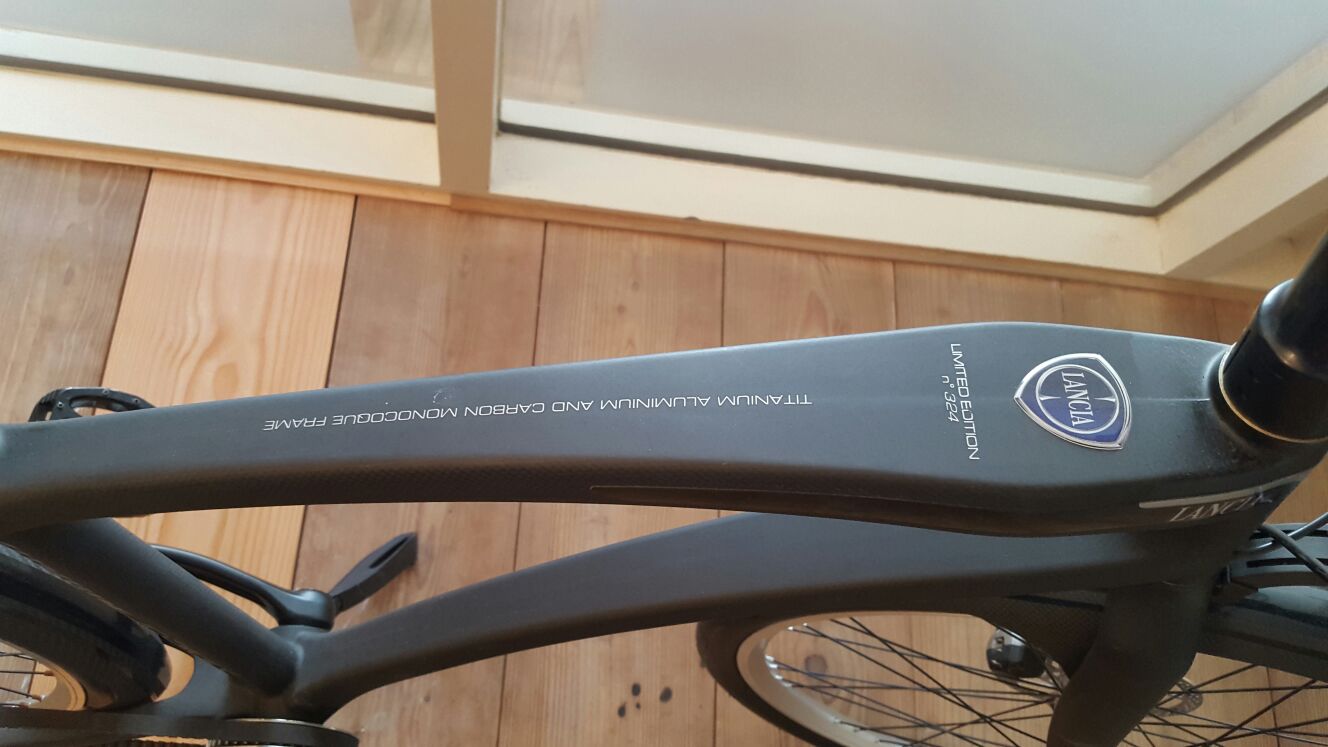 TITANIUM ALUMINIUM AND CARBON MONOCOQUE FRAME
LIMITED EDITION
n° 324
LANCIA
LANCIA